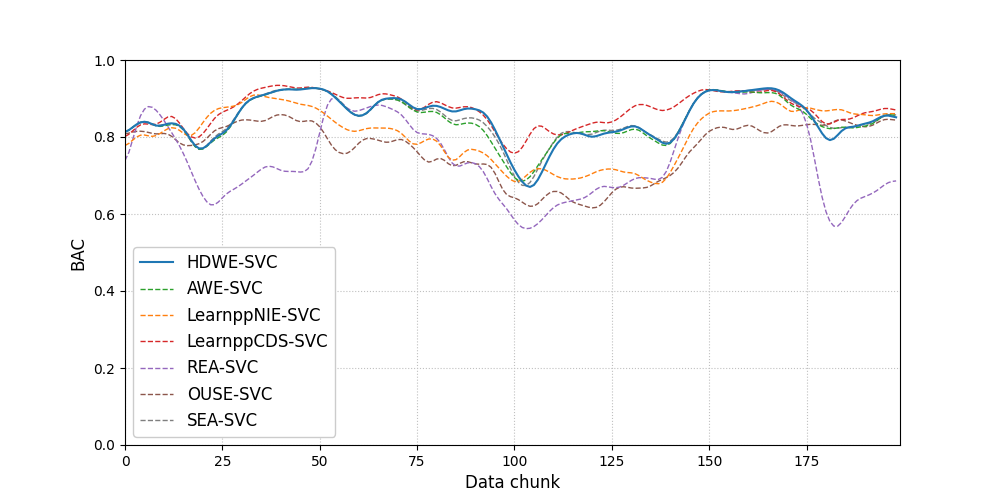 1.0
0.8
0.6
0.4
0.2
0.0
BAC
HDWE-SVC
AWE-SVC
LearnppNIE-SVC
LearnppCDS-SVC
REA-SVC
OUSE-SVC
SEA-SVC
0 25 50 75 100 125 150 175
Data chunk